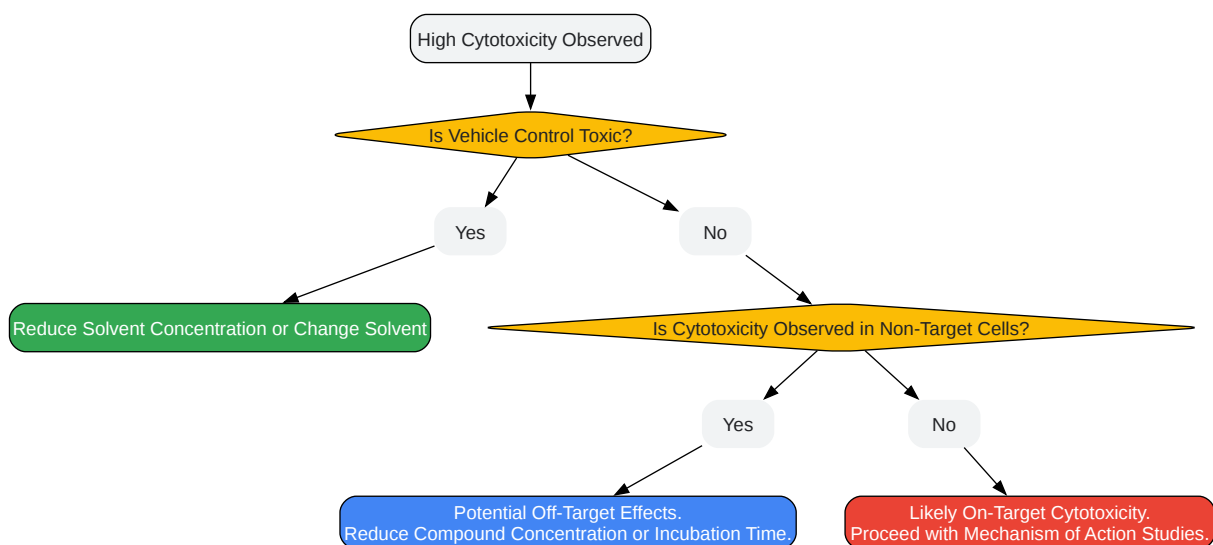 High Cytotoxicity Observed
Is Vehicle Control Toxic?
Yes
No
Reduce Solvent Concentration or Change Solvent
Is Cytotoxicity Observed in Non-Target Cells?
Yes
No
Potential Off-Target Effects.
Reduce Compound Concentration or Incubation Time.
Likely On-Target Cytotoxicity.
Proceed with Mechanism of Action Studies.